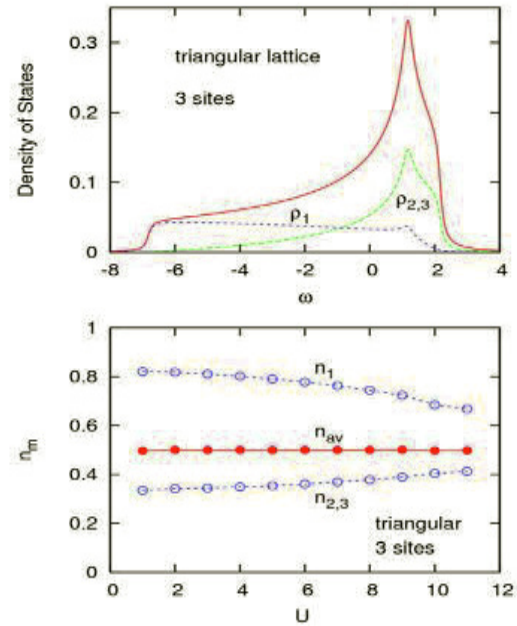 0.3
triangular lattice
3 sites
0.2
Density of States
0.1
ρ1
ρ2,3
0
-8 -6 -4 -2 0 2 4
ω
1
0.8
n1
0.6
nav
nm
0.4
n2,3
0.2
triangular
3 sites
0
0 2 4 6 8 10 12
U